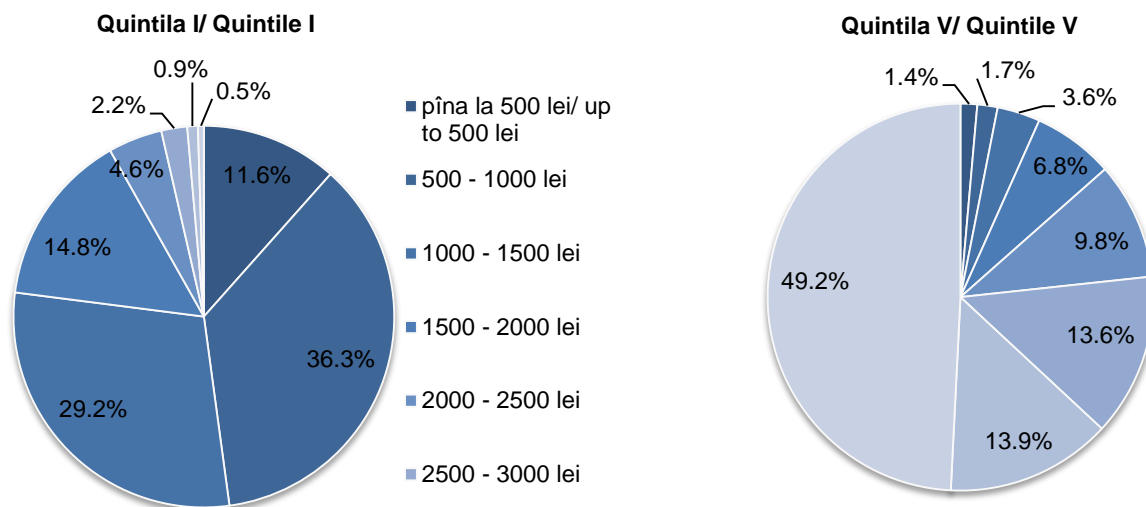 Quintila I/ Quintile I
0.9%
0.5%
2.2%
4.6%
11.6%
14.8%
36.3%
29.2%
pîna la 500 lei/ up
to 500 lei
500 - 1000 lei
1000 - 1500 lei
1500 - 2000 lei
2000 - 2500 lei
2500 - 3000 lei
Quintila V/ Quintile V
1.4%
1.7%
3.6%
6.8%
9.8%
49.2%
13.6%
13.9%